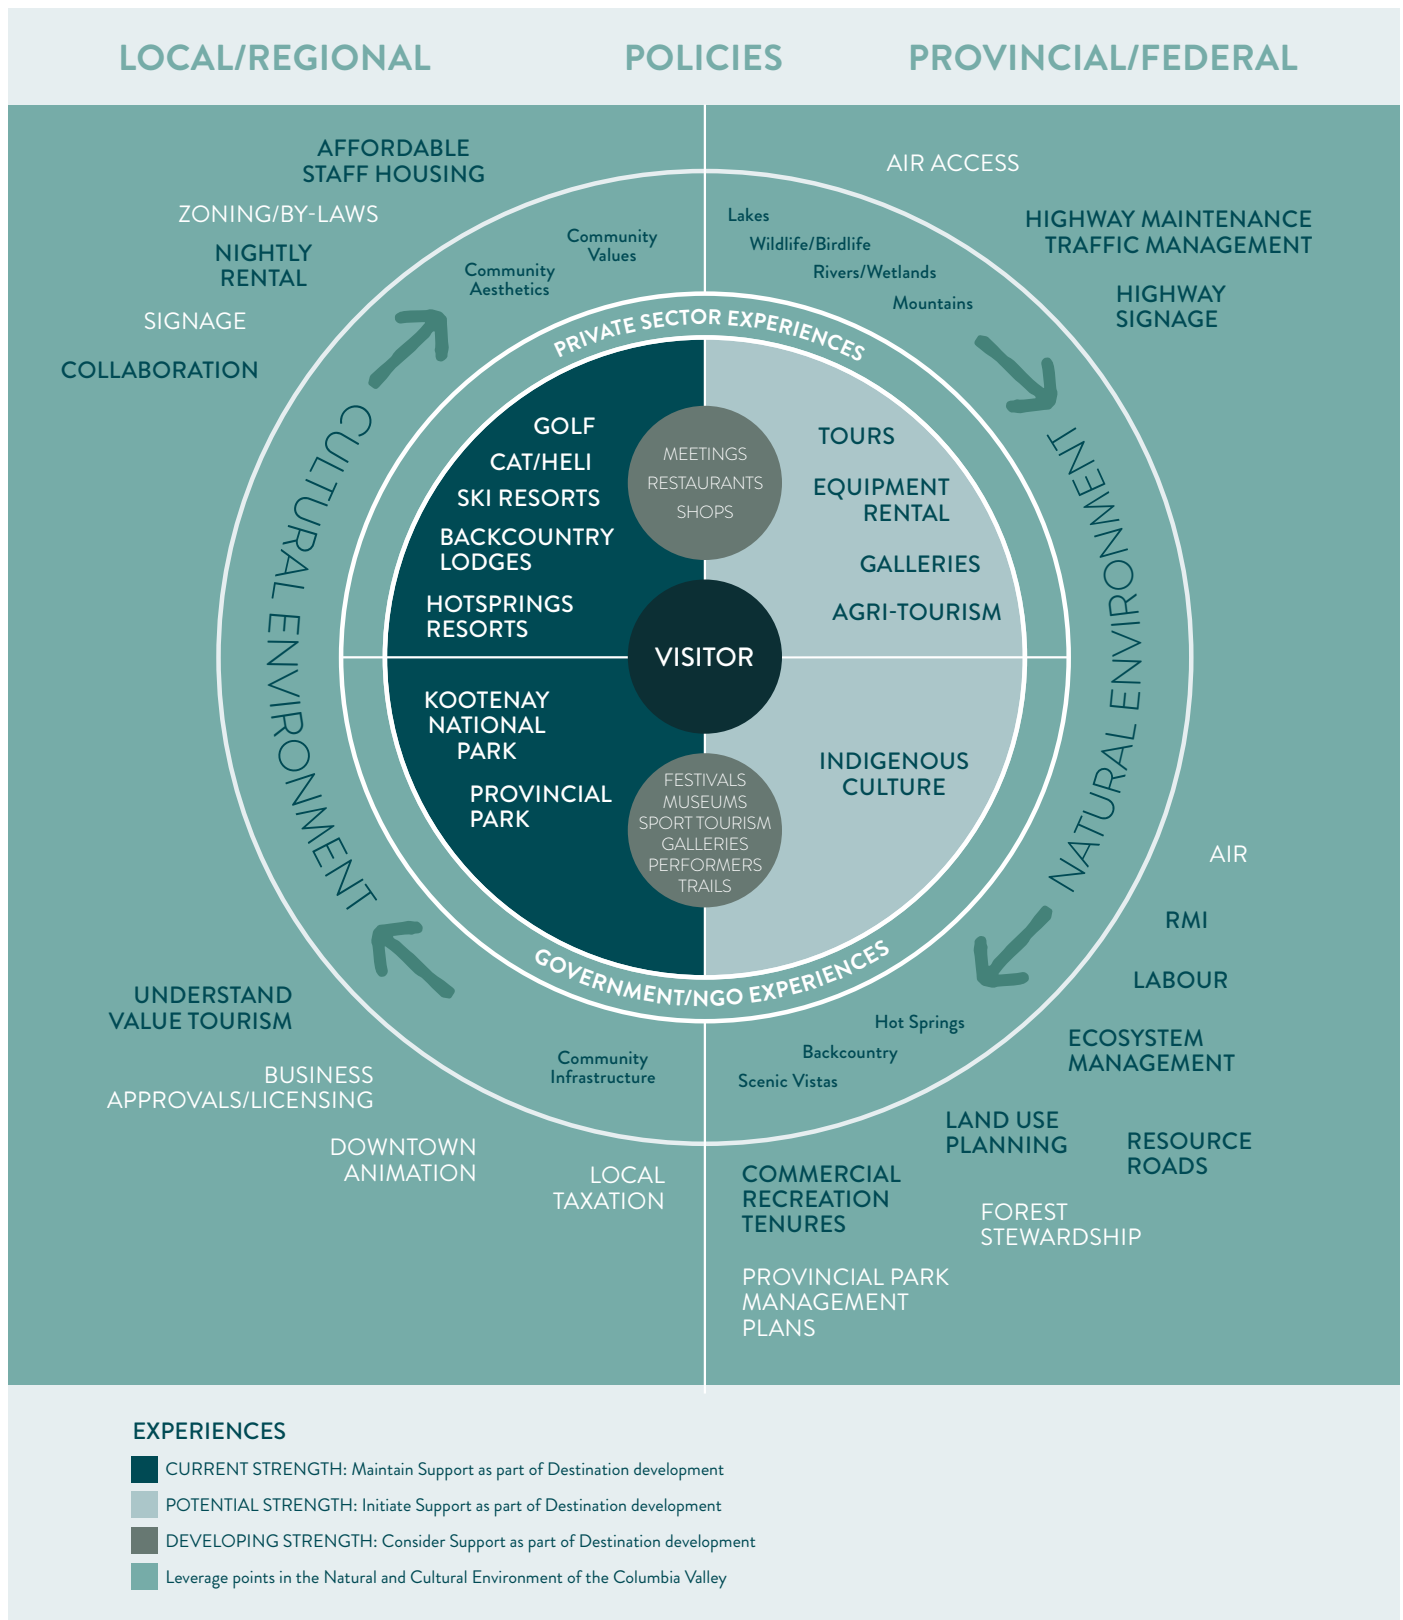 LOCAL/REGIONAL
POLICIES
PROVINCIAL/FEDERAL
AFFORDABLE
STAFF HOUSING
ZONING/BY-LAWS
NIGHTLY
RENTAL
SIGNAGE
COLLABORATION
Community
Values
Community
Aesthetics
AIR ACCESS
Lakes
Wildlife/Birdlife
Rivers/Wetlands
Mountains
HIGHWAY MAINTENANCE
TRAFFIC MANAGEMENT
HIGHWAY
SIGNAGE
CULTURAL ENVIRONMENT
NATURAL ENVIRONMENT
PRIVATE SECTOR EXPERIENCES
GOLF
CAT/HELI
SKI RESORTS
BACKCOUNTRY
LODGES
HOTSPRINGS
RESORTS
MEETINGS
RESTAURANTS
SHOPS
TOURS
EQUIPMENT
RENTAL
GALLERIES
AGRI-TOURISM
VISITOR
KOOTENAY
NATIONAL
PARK
PROVINCIAL
PARK
FESTIVALS
MUSEUMS
SPORT TOURISM
GALLERIES
PERFORMERS
TRAILS
INDIGENOUS
CULTURE
GOVERNMENT/NGO EXPERIENCES
UNDERSTAND
VALUE TOURISM
BUSINESS
APPROVALS/LICENSING
DOWNTOWN
ANIMATION
LOCAL
TAXATION
Community
Infrastructure
Hot Springs
Backcountry
Scenic Vistas
AIR
RMI
LABOUR
ECOSYSTEM
MANAGEMENT
LAND USE
PLANNING
RESOURCE
ROADS
COMMERCIAL
RECREATION
TENURES
FOREST
STEWARDSHIP
PROVINCIAL PARK
MANAGEMENT
PLANS
EXPERIENCES
CURRENT STRENGTH: Maintain Support as part of Destination development
POTENTIAL STRENGTH: Initiate Support as part of Destination development
DEVELOPING STRENGTH: Consider Support as part of Destination development
Leverage points in the Natural and Cultural Environment of the Columbia Valley